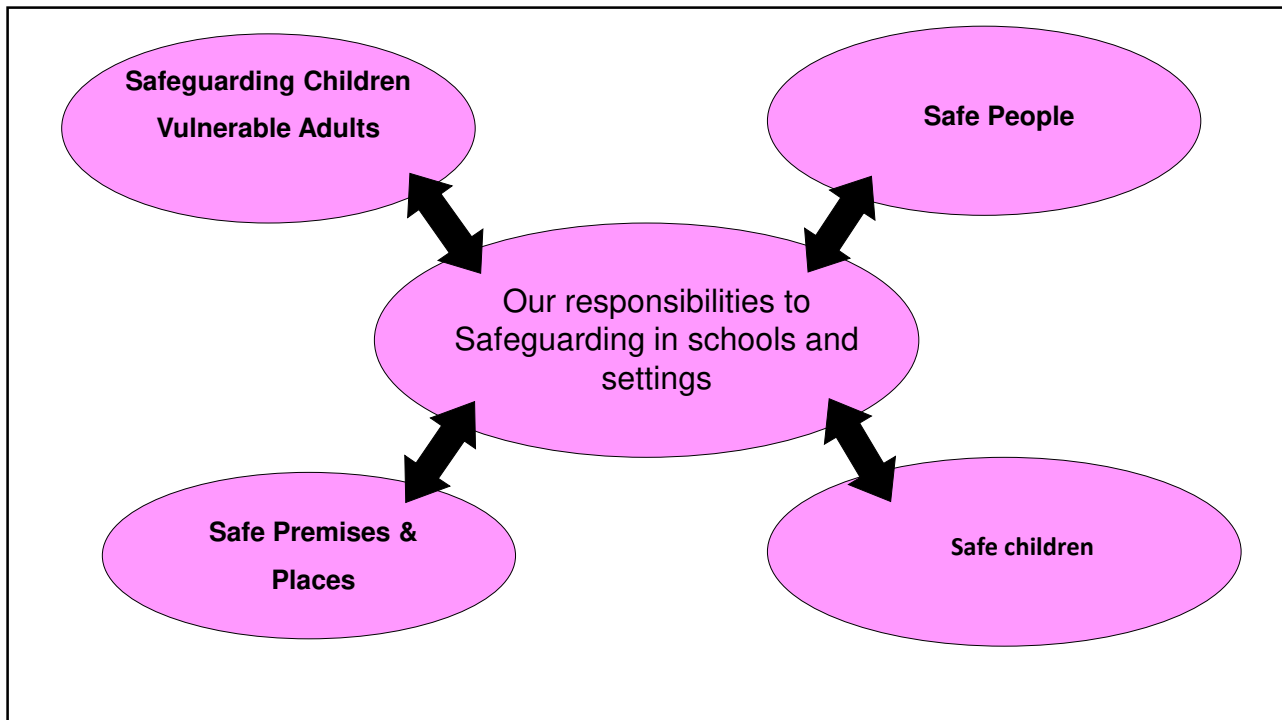 Safeguarding Children
Vulnerable Adults
Safe People
Our responsibilities to
Safeguarding in schools and
settings
Safe Premises &
Places
Safe children